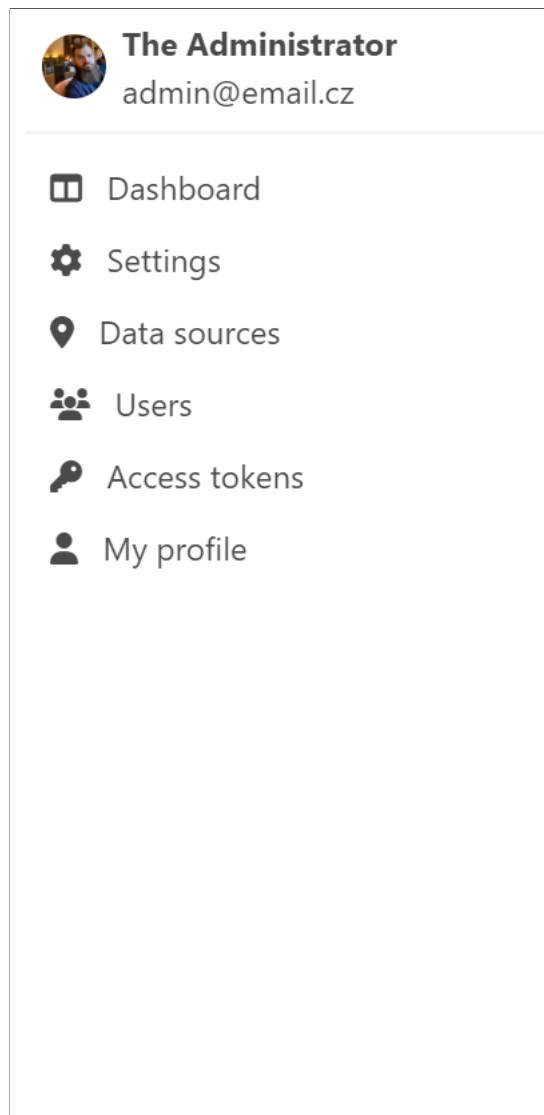 The Administrator
admin@email.cz
Dashboard
Settings
Data sources
Users
Access tokens
My profile